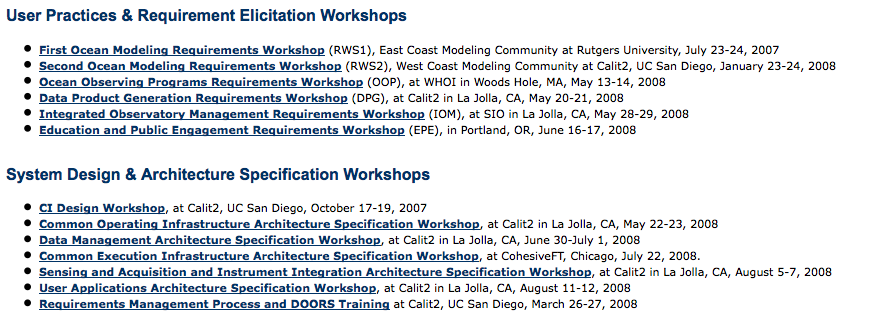 User Practices & Requirement Elicitation Workshops
First Ocean Modeling Requirements Workshop (RWS1), East Coast Modeling Community at Rutgers University, July 23-24, 2007
Second Ocean Modeling Requirements Workshop (RWS2), West Coast Modeling Community at Calit2, UC San Diego, January 23-24, 2008
Ocean Observing Programs Requirements Workshop (OOP), at WHOI in Woods Hole, MA, May 13-14, 2008
Data Product Generation Requirements Workshop (DPG), at Calit2 in La Jolla, CA, May 20-21, 2008
Integrated Observatory Management Requirements Workshop (IOM), at SIO in La Jolla, CA, May 28-29, 2008
Education and Public Engagement Requirements Workshop (EPE), in Portland, OR, June 16-17, 2008
System Design & Architecture Specification Workshops
CI Design Workshop, at Calit2, UC San Diego, October 17-19, 2007
Common Operating Infrastructure Architecture Specification Workshop, at Calit2 in La Jolla, CA, May 22-23, 2008
Data Management Architecture Specification Workshop, at Calit2 in La Jolla, CA, June 30-July 1, 2008
Common Execution Infrastructure Architecture Specification Workshop, at CohesiveFT, Chicago, July 22, 2008.
Sensing and Acquisition and Instrument Integration Architecture Specification Workshop, at Calit2 in La Jolla, CA, August 5-7, 2008
User Applications Architecture Specification Workshop, at Calit2 in La Jolla, CA, August 11-12, 2008
Requirements Management Process and DOORS Training at Calit2, UC San Diego, March 26-27, 2008